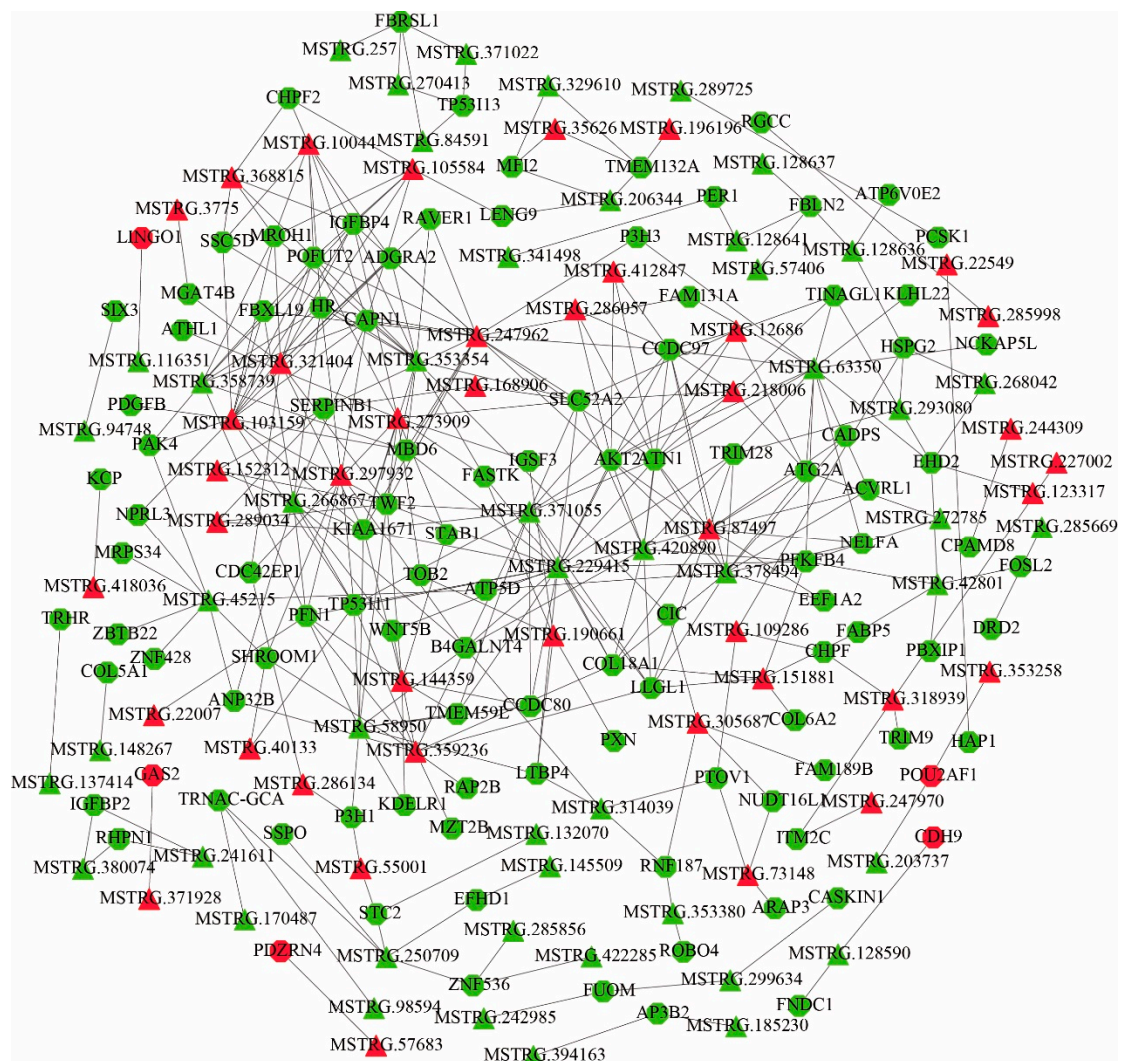 FBRSL1
MSTRG.257
MSTRG.371022
MSTRG.270413
TP53I13
MSTRG.329610
MSTRG.289725
CHPF2
MSTRG.84591
MSTRG.35626
MSTRG.196196
RGCC
MSTRG.10044
MSTRG.105584
MFI2
TMEM132A
MSTRG.128637
MSTRG.368815
MSTRG.206344
PER1
ATP6V0E2
MSTRG.3775
LENG9
FBLN2
LINGO1
SSC5D
MROH1
IGFBP4
RAVER1
P3H3
MSTRG.128641
MSTRG.128636
PCSK1
POFUT2
ADGRA2
MSTRG.341498
MSTRG.412847
MSTRG.57406
MSTRG.22549
MGAT4B
FAM131A
TINAGL1
KLHL22
SIX3
FBXL19
HR
CAPN1
MSTRG.286057
MSTRG.285998
ATHL1
MSTRG.247962
MSTRG.12686
MSTRG.116351
MSTRG.321404
MSTRG.353354
CCDC97
HSPG2
NCKAP5L
MSTRG.358739
MSTRG.168906
MSTRG.63350
MSTRG.268042
PDGFB
SERPINB1
SLC52A2
MSTRG.218006
MSTRG.293080
MSTRG.94748
MSTRG.103159
MSTRG.273909
MSTRG.244309
PAK4
MBD6
CADPS
KCP
MSTRG.152312
MSTRG.297932
FASTK
IGSF3
AKT2
ATN1
TRIM28
ATG2A
EHD2
MSTRG.227002
NPRL3
MSTRG.266867
TWF2
ACVRL1
MSTRG.123317
MSTRG.289034
KIAA1671
MSTRG.371055
MSTRG.87497
MSTRG.272785
MSTRG.285669
MRPS34
STAB1
MSTRG.420890
NELFA
CPAMD8
MSTRG.418036
CDC42EP1
TOB2
MSTRG.229415
MSTRG.378494
PFKFB4
FOSL2
MSTRG.45215
ATP5D
MSTRG.42801
TRHR
ZBTB22
PFN1
TP53I11
WNT5B
CIC
EEF1A2
ZNF428
MSTRG.190661
MSTRG.109286
FABP5
DRD2
COL5A1
SHROOM1
B4GALNT4
COL18A1
CHPF
PBXIP1
MSTRG.144359
LLGL1
MSTRG.151881
MSTRG.353258
ANP32B
CCDC80
MSTRG.318939
MSTRG.22007
MSTRG.58950
TMEM59L
MSTRG.305687
COL6A2
MSTRG.148267
MSTRG.40133
MSTRG.359236
PXN
TRIM9
HAP1
MSTRG.137414
GAS2
MSTRG.286134
LTBP4
PTOV1
FAM189B
POU2AF1
IGFBP2
TRNAC-GCA
RAP2B
KDELR1
MSTRG.314039
NUDT16L1
MSTRG.247970
P3H1
MZT2B
RHPN1
SSPO
MSTRG.132070
ITM2C
CDH9
MSTRG.380074
MSTRG.241611
MSTRG.55001
MSTRG.145509
RNF187
MSTRG.73148
MSTRG.203737
MSTRG.371928
EFHD1
CASKIN1
MSTRG.170487
STC2
MSTRG.353380
ARAP3
PDZRN4
MSTRG.285856
MSTRG.250709
MSTRG.422285
ROBO4
MSTRG.128590
ZNF536
FUOM
MSTRG.299634
MSTRG.98594
MSTRG.242985
AP3B2
FNDC1
MSTRG.185230
MSTRG.57683
MSTRG.394163